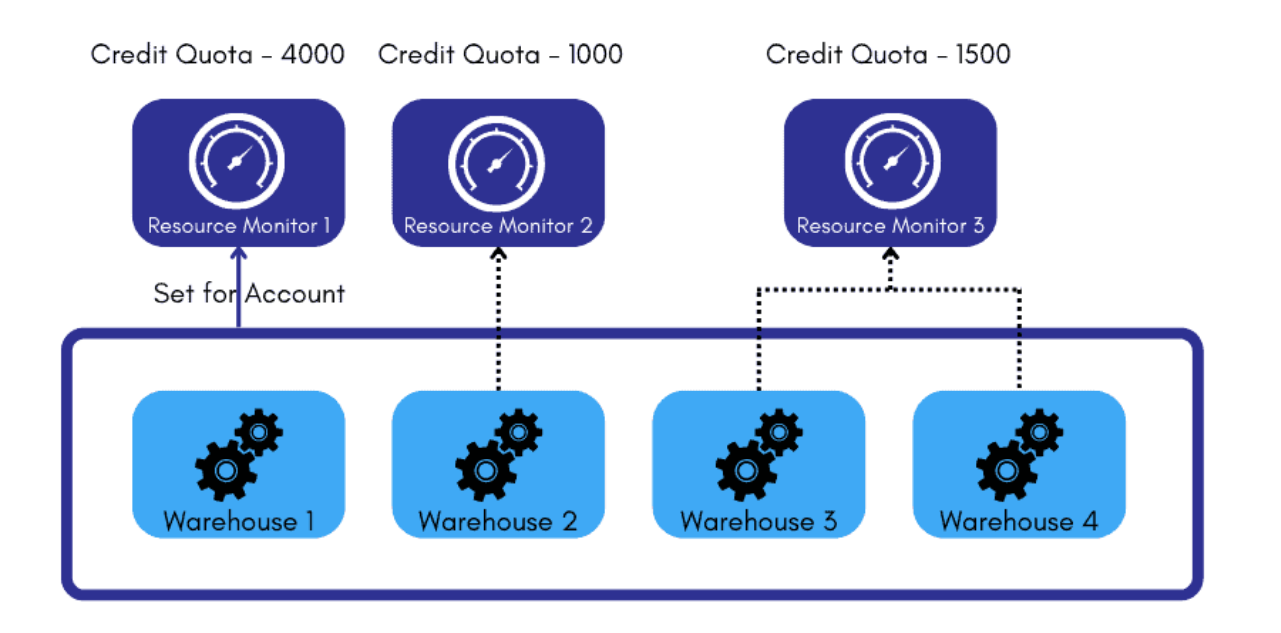 Credit Quota - 4000
Credit Quota - 1000
Credit Quota - 1500
Resource Monitor 1
Resource Monitor 2
Resource Monitor 3
Set for Account
Warehouse 1
Warehouse 2
Warehouse 3
Warehouse 4